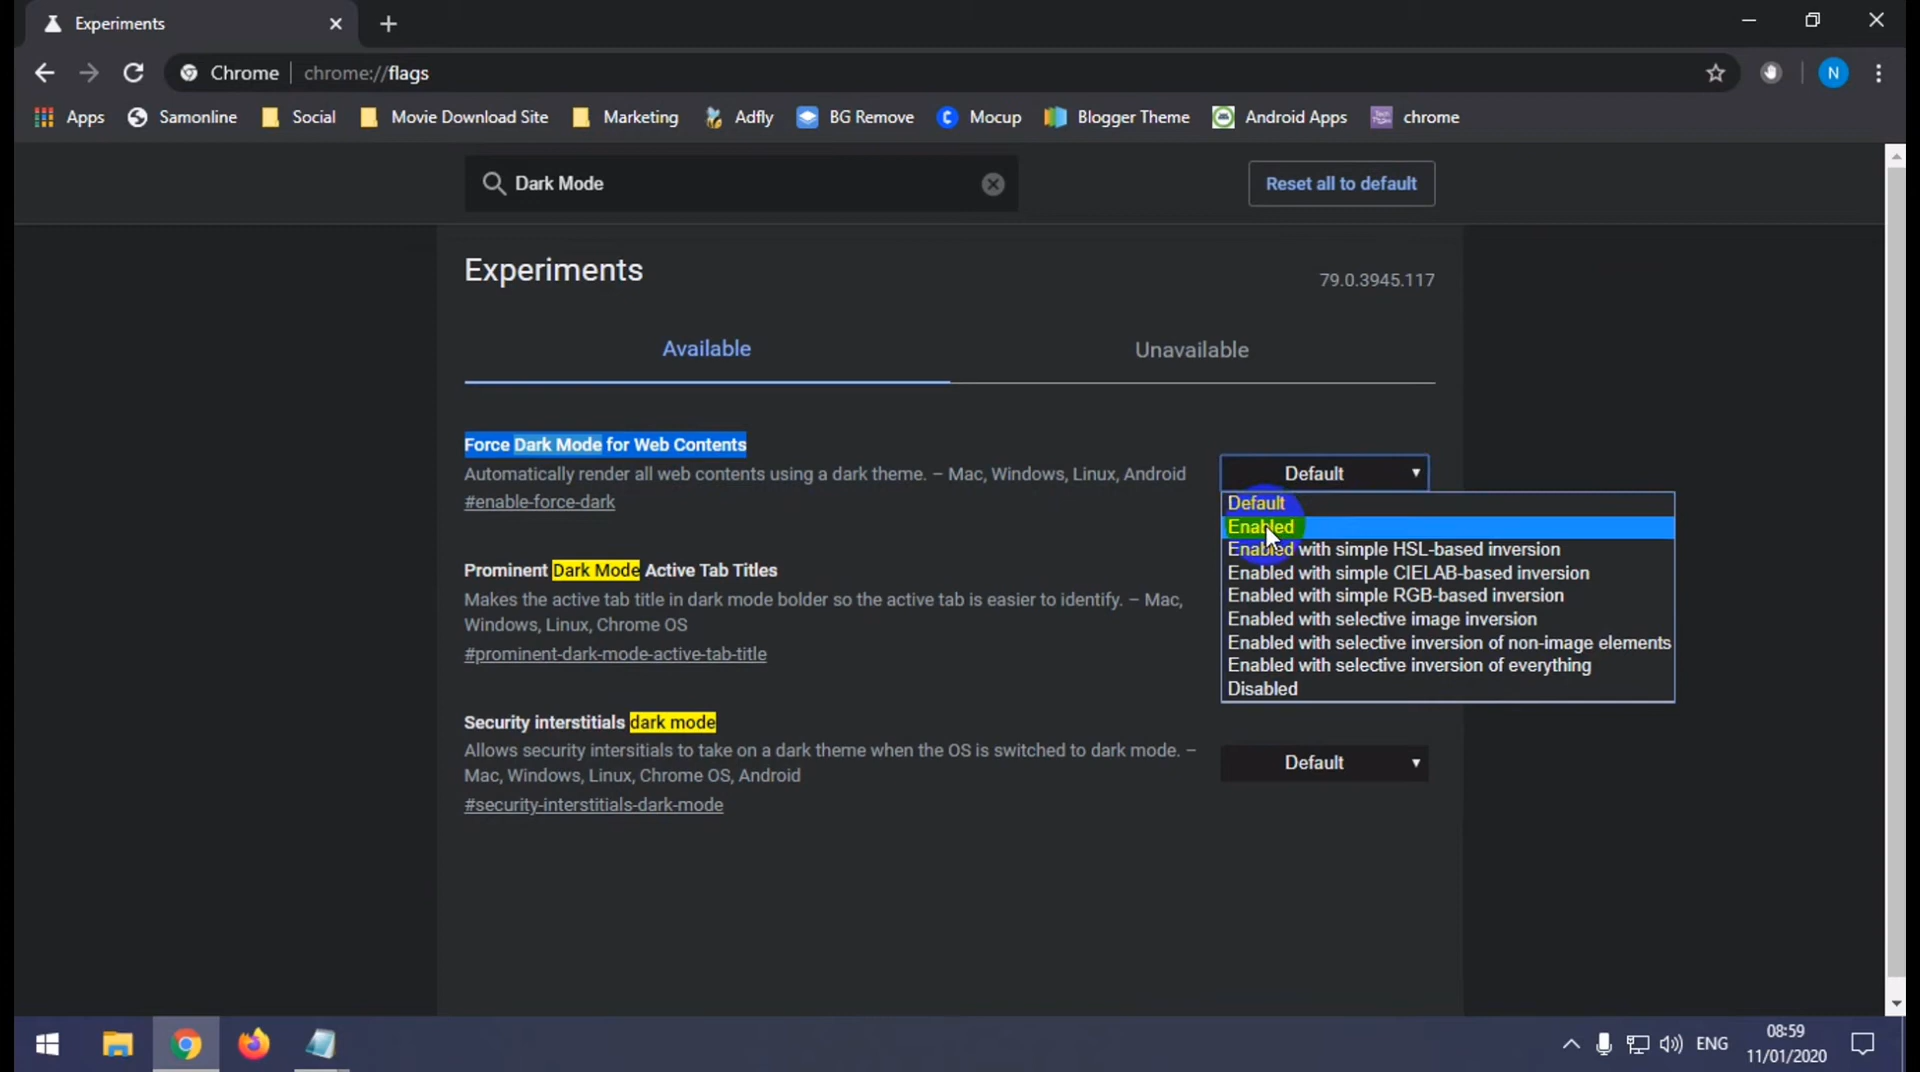 Experiments
Chrome chrome://flags
N
Apps Samonline Social Movie Download Site Marketing Adfly BG Remove Mocup Blogger Theme Android Apps chrome
Dark Mode
Reset all to default
Experiments
79.0.3945.117
Available Unavailable
Force Dark Mode for Web Contents
Automatically render all web contents using a dark theme. – Mac, Windows, Linux, Android
#enable-force-dark
Default
Default
Enabled
Enabled with simple HSL-based inversion
Enabled with simple CIELAB-based inversion
Enabled with simple RGB-based inversion
Enabled with selective image inversion
Enabled with selective inversion of non-image elements
Enabled with selective inversion of everything
Disabled
Prominent Dark Mode Active Tab Titles
Makes the active tab title in dark mode bolder so the active tab is easier to identify. – Mac,
Windows, Linux, Chrome OS
#prominent-dark-mode-active-tab-title
Security interstitials dark mode
Allows security intersitials to take on a dark theme when the OS is switched to dark mode. –
Mac, Windows, Linux, Chrome OS, Android
#security-interstitials-dark-mode
Default
ENG
08:59
11/01/2020